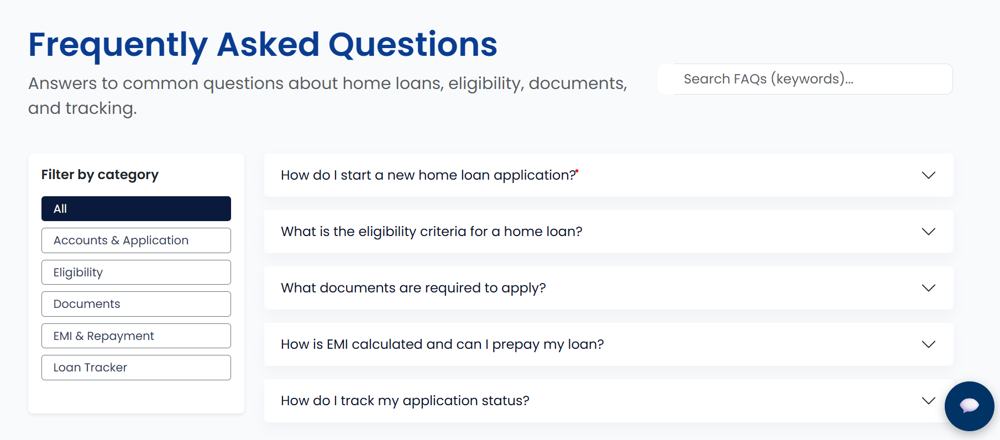 Frequently Asked Questions
Answers to common questions about home loans, eligibility, documents,
and tracking.
Search FAQs (keywords)...
Filter by category
All
Accounts & Application
Eligibility
Documents
EMI & Repayment
Loan Tracker
How do I start a new home loan application?
What is the eligibility criteria for a home loan?
What documents are required to apply?
How is EMI calculated and can I prepay my loan?
How do I track my application status?